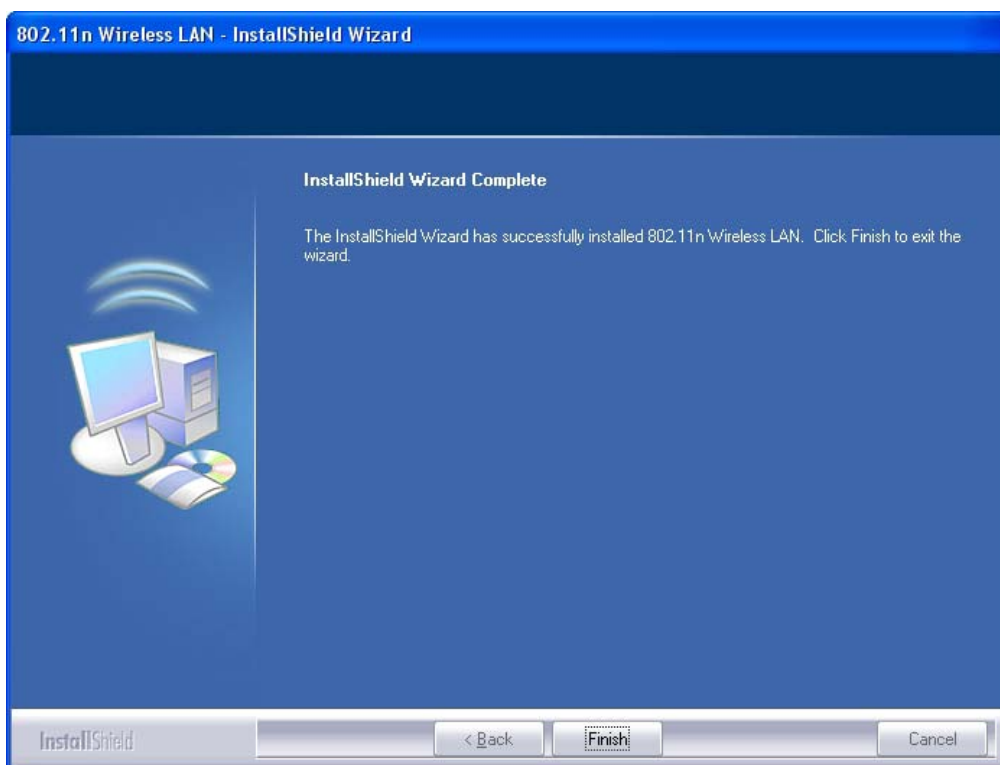 802.11n Wireless LAN - InstallShield Wizard
InstallShield Wizard Complete
The InstallShield Wizard has successfully installed 802.11n Wireless LAN. Click Finish to exit the
wizard.
InstallShield
< Back
Finish
Cancel